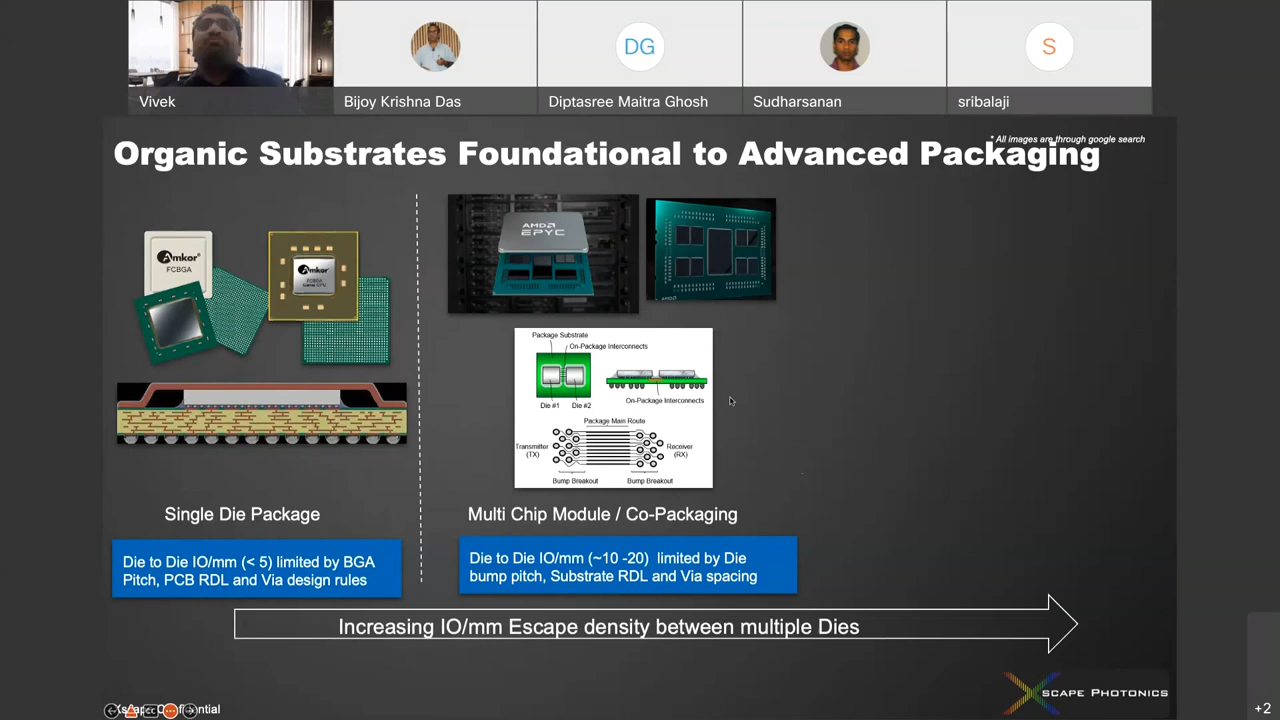 Vivek
Bijoy Krishna Das
DG
Diptasree Maitra Ghosh
Sudharsanan
S
sribalaji
* All images are through google search
Organic Substrates Foundational to Advanced Packaging
Amkor
FCBGA
Amkor
AMD
EPYC
AMD
Package Substrate
On-Package Interconnects
Die #1
Die #2
On-Package Interconnects
Package Main Route
Transmitter
(TX)
Receiver
(RX)
Bump Breakout
Bump Breakout
Single Die Package
Multi Chip Module / Co-Packaging
Die to Die IO/mm (< 5) limited by BGA
Pitch, PCB RDL and Via design rules
Die to Die IO/mm (~10 -20) limited by Die
bump pitch, Substrate RDL and Via spacing
Increasing IO/mm Escape density between multiple Dies
XSCAPE PHOTONICS
+2